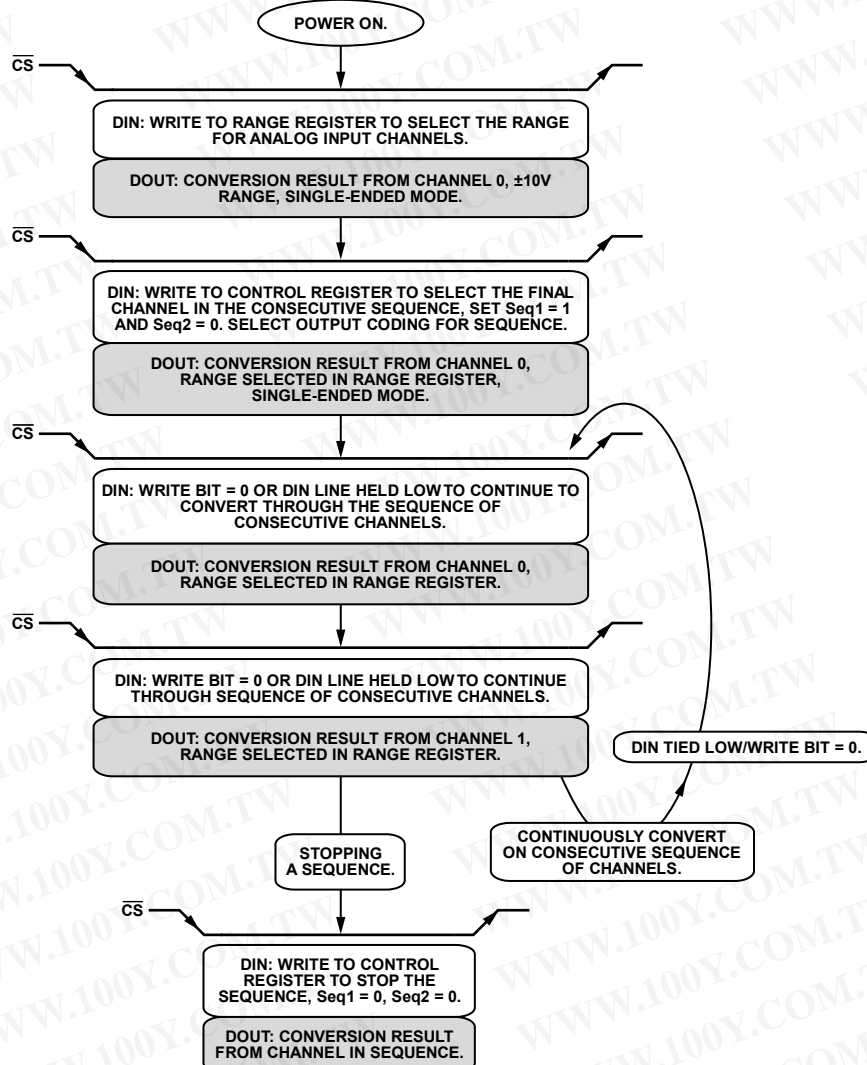 POWER ON.
CS
DIN: WRITE TO RANGE REGISTER TO SELECT THE RANGE
FOR ANALOG INPUT CHANNELS.
DOUT: CONVERSION RESULT FROM CHANNEL 0, ±10V
RANGE, SINGLE-ENDED MODE.
CS
DIN: WRITE TO CONTROL REGISTER TO SELECT THE FINAL
CHANNEL IN THE CONSECUTIVE SEQUENCE, SET Seq1 = 1
AND Seq2 = 0. SELECT OUTPUT CODING FOR SEQUENCE.
DOUT: CONVERSION RESULT FROM CHANNEL 0,
RANGE SELECTED IN RANGE REGISTER,
SINGLE-ENDED MODE.
CS
DIN: WRITE BIT = 0 OR DIN LINE HELD LOW TO CONTINUE TO
CONVERT THROUGH THE SEQUENCE OF
CONSECUTIVE CHANNELS.
DOUT: CONVERSION RESULT FROM CHANNEL 0,
RANGE SELECTED IN RANGE REGISTER.
CS
DIN: WRITE BIT = 0 OR DIN LINE HELD LOW TO CONTINUE
THROUGH SEQUENCE OF CONSECUTIVE CHANNELS.
DOUT: CONVERSION RESULT FROM CHANNEL 1,
RANGE SELECTED IN RANGE REGISTER.
DIN TIED LOW/WRITE BIT = 0.
STOPPING
A SEQUENCE.
CONTINUOUSLY CONVERT
ON CONSECUTIVE SEQUENCE
OF CHANNELS.
CS
DIN: WRITE TO CONTROL
REGISTER TO STOP THE
SEQUENCE, Seq1 = 0, Seq2 = 0.
DOUT: CONVERSION RESULT
FROM CHANNEL IN SEQUENCE.
WWW.100Y.COM.TW